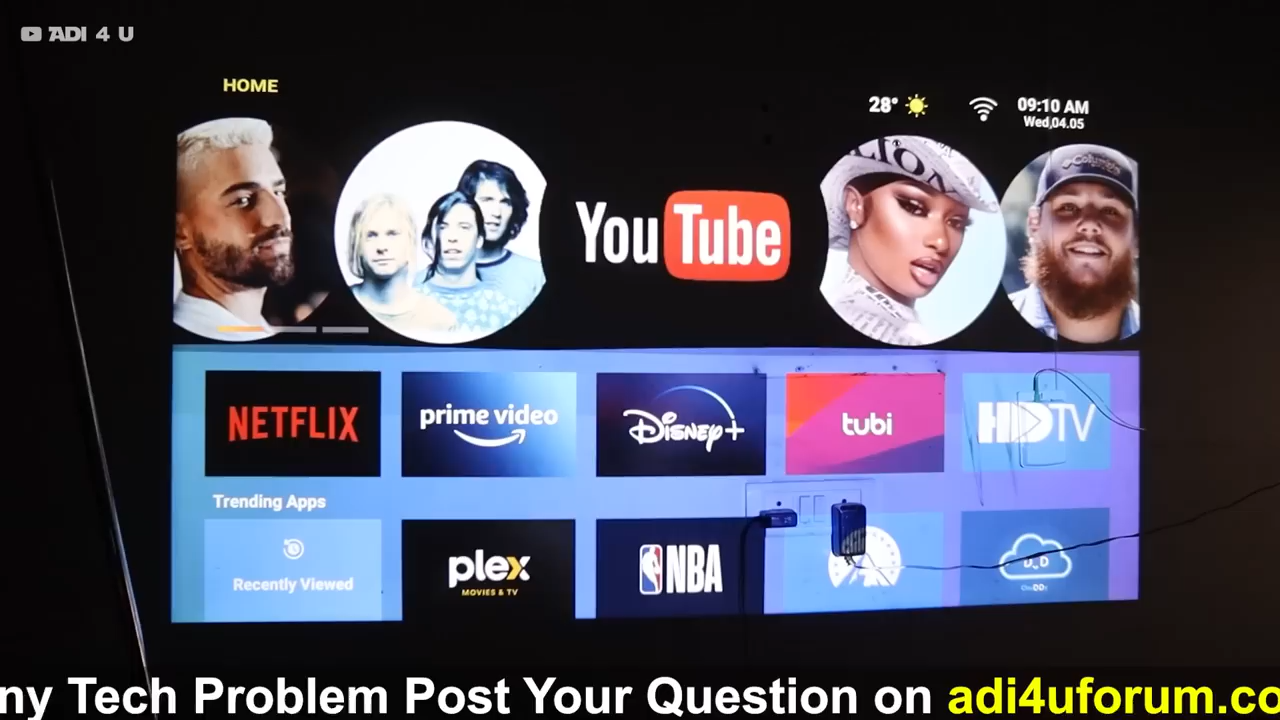 ADI 4 U
HOME
28°
09:10 AM
Wed,04.05
YouTube
NETFLIX
prime video
Disney+
tubi
HDTV
Trending Apps
Recently Viewed
plex
MOVIES & TV
NBA
ny Tech Problem Post Your Question on adi4uforum.co